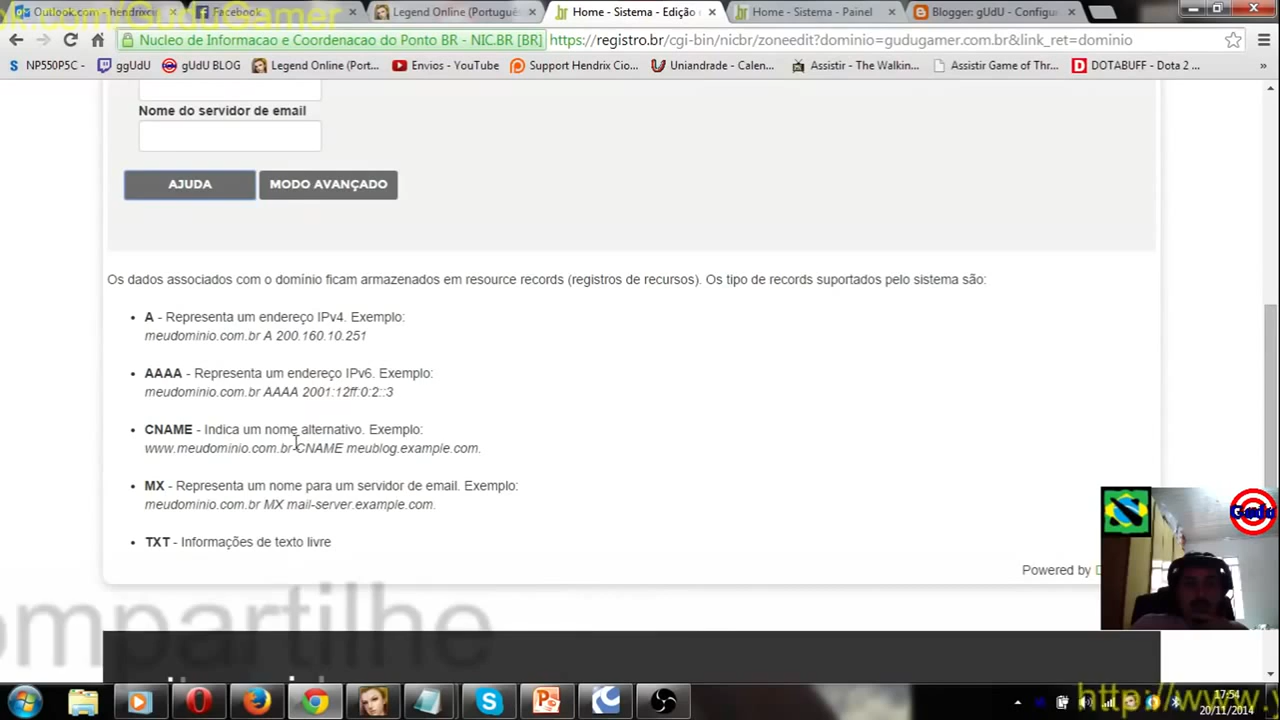 Outlook.com - hendrixcu
Facebook
Legend Online (Português
Home - Sistema - Edição
Home - Sistema - Painel
Blogger: gUdU - Configu
Nucleo de Informacao e Coordenacao do Ponto BR - NIC.BR [BR]
https://registro.br/cgi-bin/nicbr/zoneedit?dominio=gudugamer.com.br&link_ret=dominio
NP550P5C -
ggUdU
gUdU BLOG
Legend Online (Port...
Envios - YouTube
Support Hendrix Cio...
Uniandrade - Calen...
Assistir - The Walkin...
Assistir Game of Thr...
DOTABUFF - Dota 2 ...
»
Nome do servidor de email
AJUDA
MODO AVANÇADO
Os dados associados com o domínio ficam armazenados em resource records (registros de recursos). Os tipo de records suportados pelo sistema são:
• A - Representa um endereço IPv4. Exemplo:
meudominio.com.br A 200.160.10.251
• AAAA - Representa um endereço IPv6. Exemplo:
meudominio.com.br AAAA 2001:12ff:0:2::3
• CNAME - Indica um nome alternativo. Exemplo:
www.meudominio.com.br CNAME meublog.example.com.
• MX - Representa um nome para um servidor de email. Exemplo:
meudominio.com.br MX mail-server.example.com.
• TXT - Informações de texto livre
Powered by
Gudu
ompartilhe
http://www.y
17:54
20/11/2014